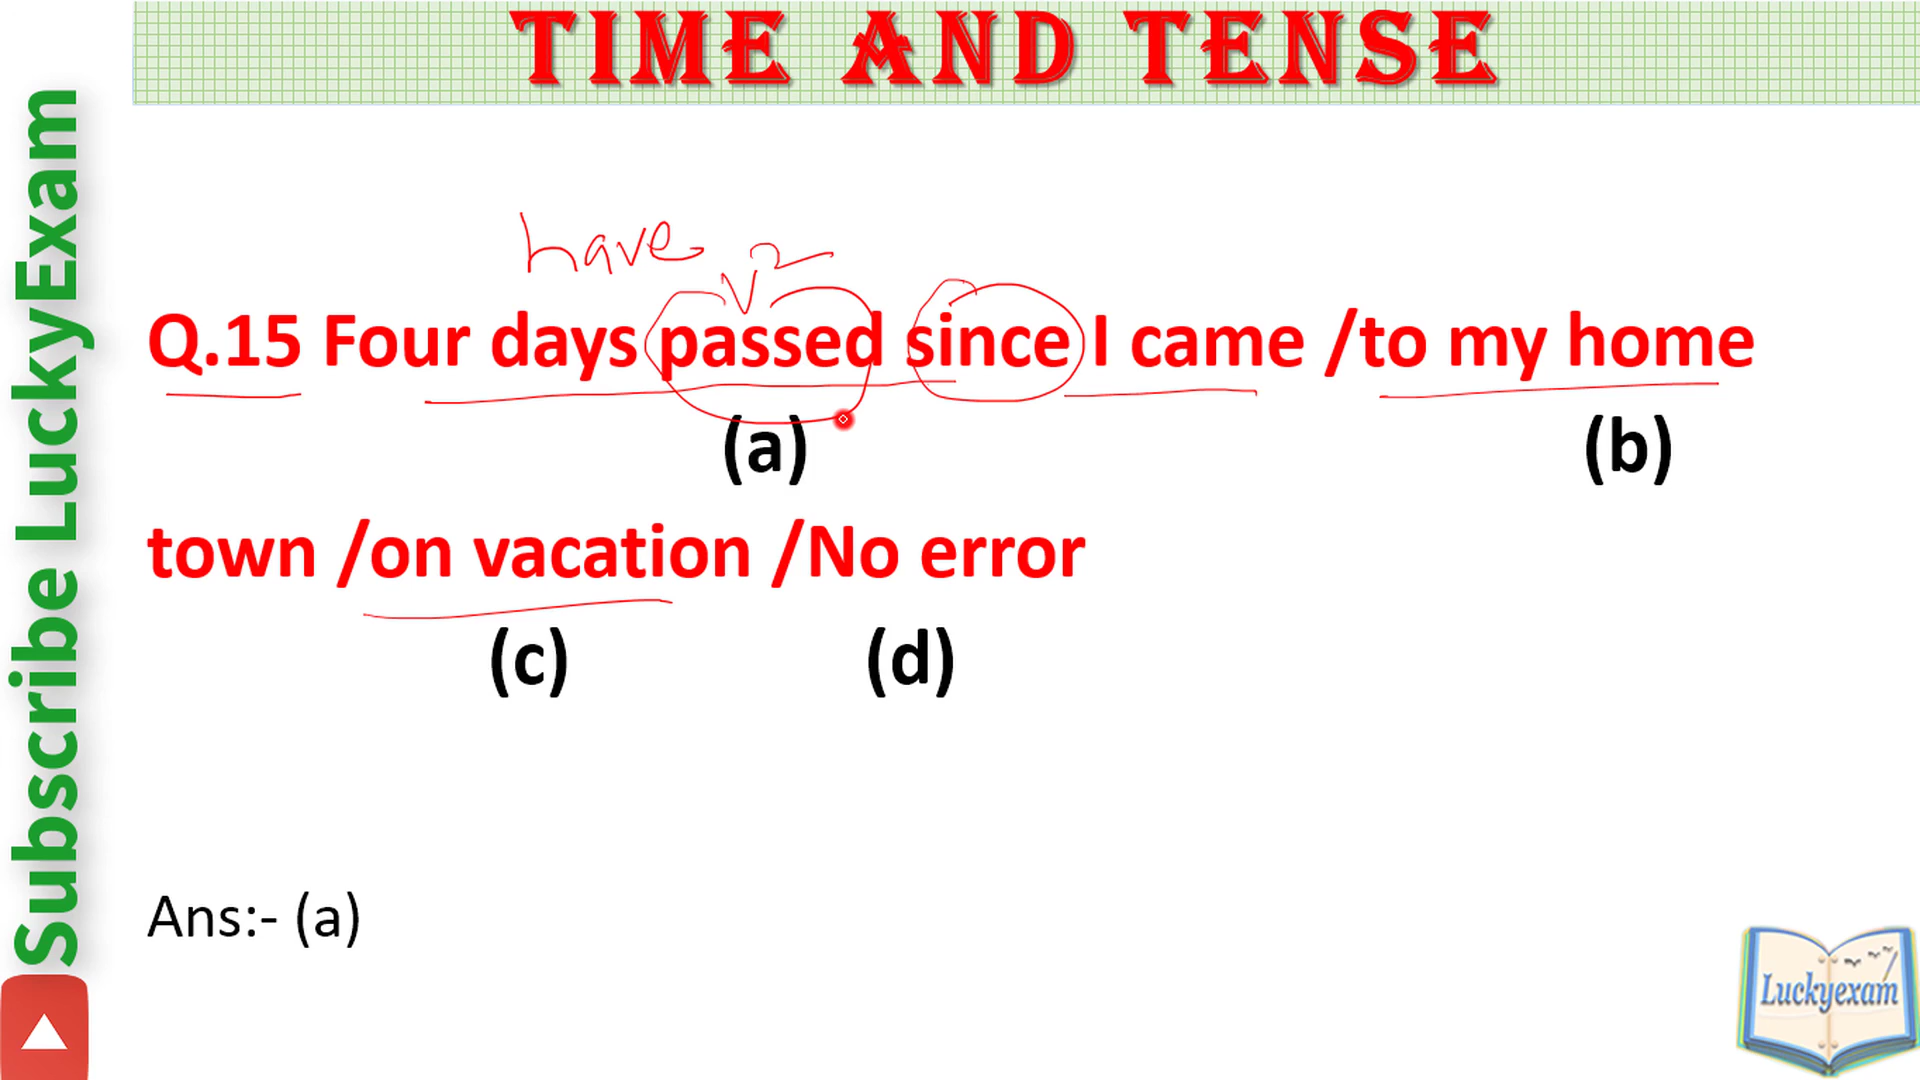 TIME AND TENSE
Subscribe LuckyExam
have
V2
Q.15 Four days passed since I came /to my home
(a) (b)
town /on vacation /No error
(c) (d)
Ans:- (a)
Luckyexam